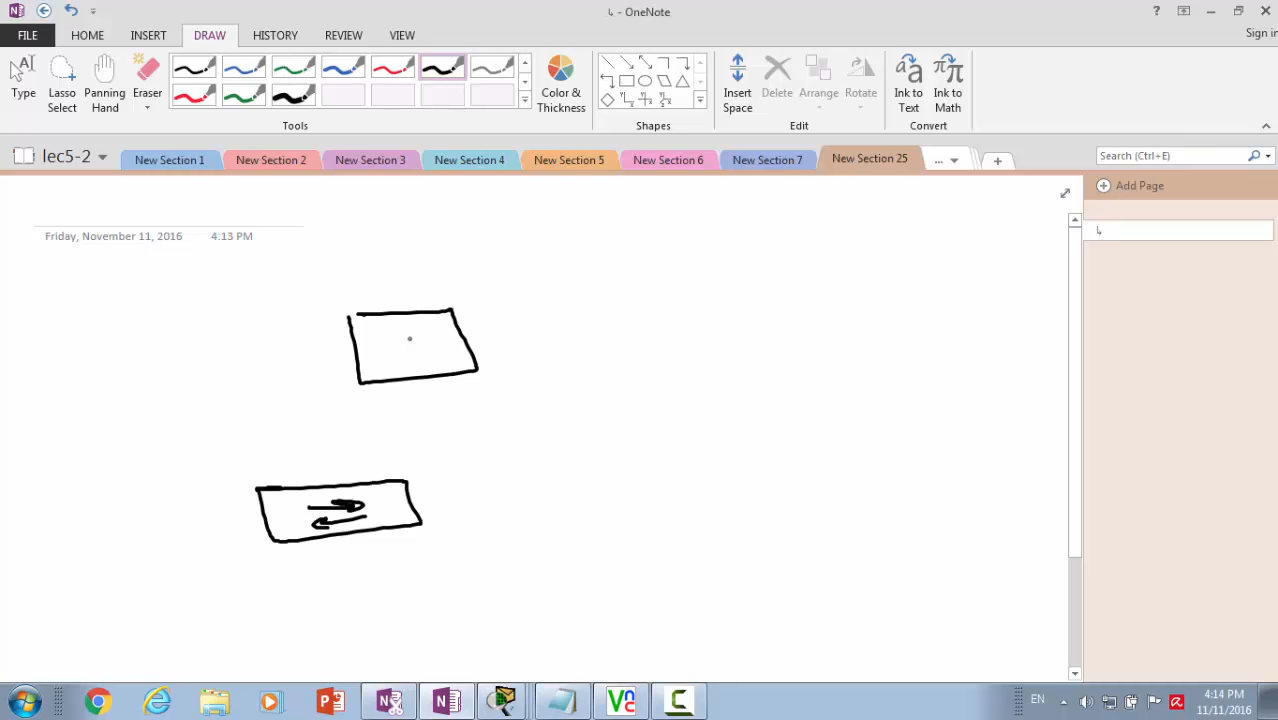 ↳ - OneNote
? 
FILE HOME INSERT DRAW HISTORY REVIEW VIEW
Sign in
Type
Lasso Select
Panning Hand
Eraser
Color & Thickness
Insert Space
Delete
Arrange
Rotate
Ink to Text
Ink to Math
Tools Shapes Edit Convert
lec5-2
New Section 1 New Section 2 New Section 3 New Section 4 New Section 5 New Section 6 New Section 7 New Section 25 ...
Search (Ctrl+E)
Add Page
↳
Friday, November 11, 2016 4:13 PM
EN
4:14 PM
11/11/2016